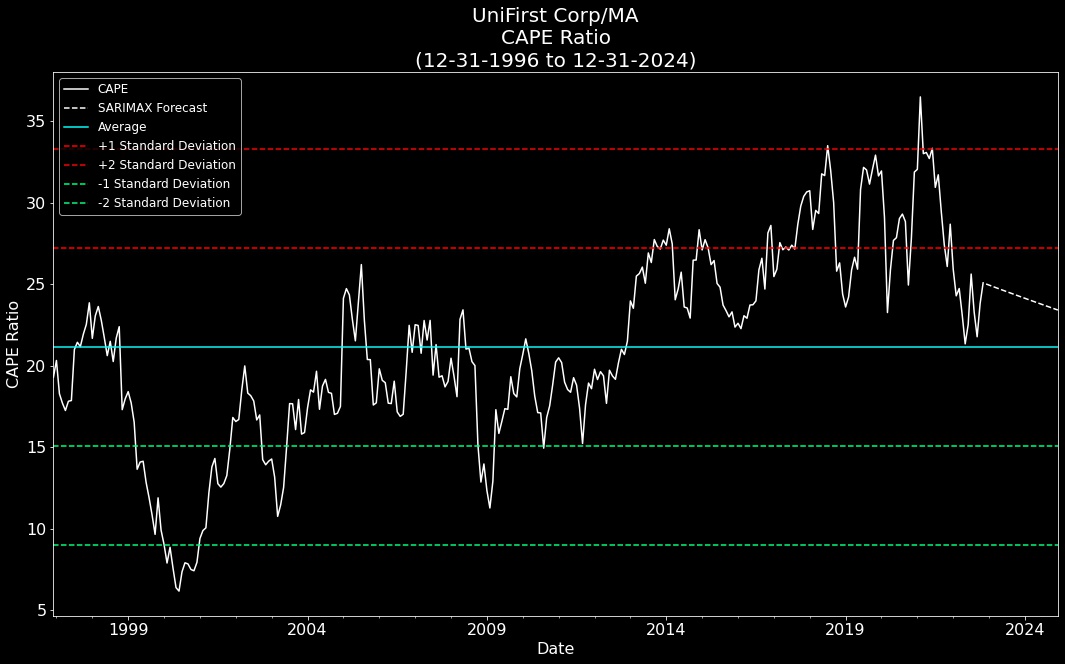 UniFirst Corp/MA
CAPE Ratio
(12-31-1996 to 12-31-2024)
CAPE
SARIMAX Forecast
Average
+1 Standard Deviation
+2 Standard Deviation
-1 Standard Deviation
-2 Standard Deviation
CAPE Ratio
35
30
25
20
15
10
5
1999
2004
2009
2014
2019
2024
Date